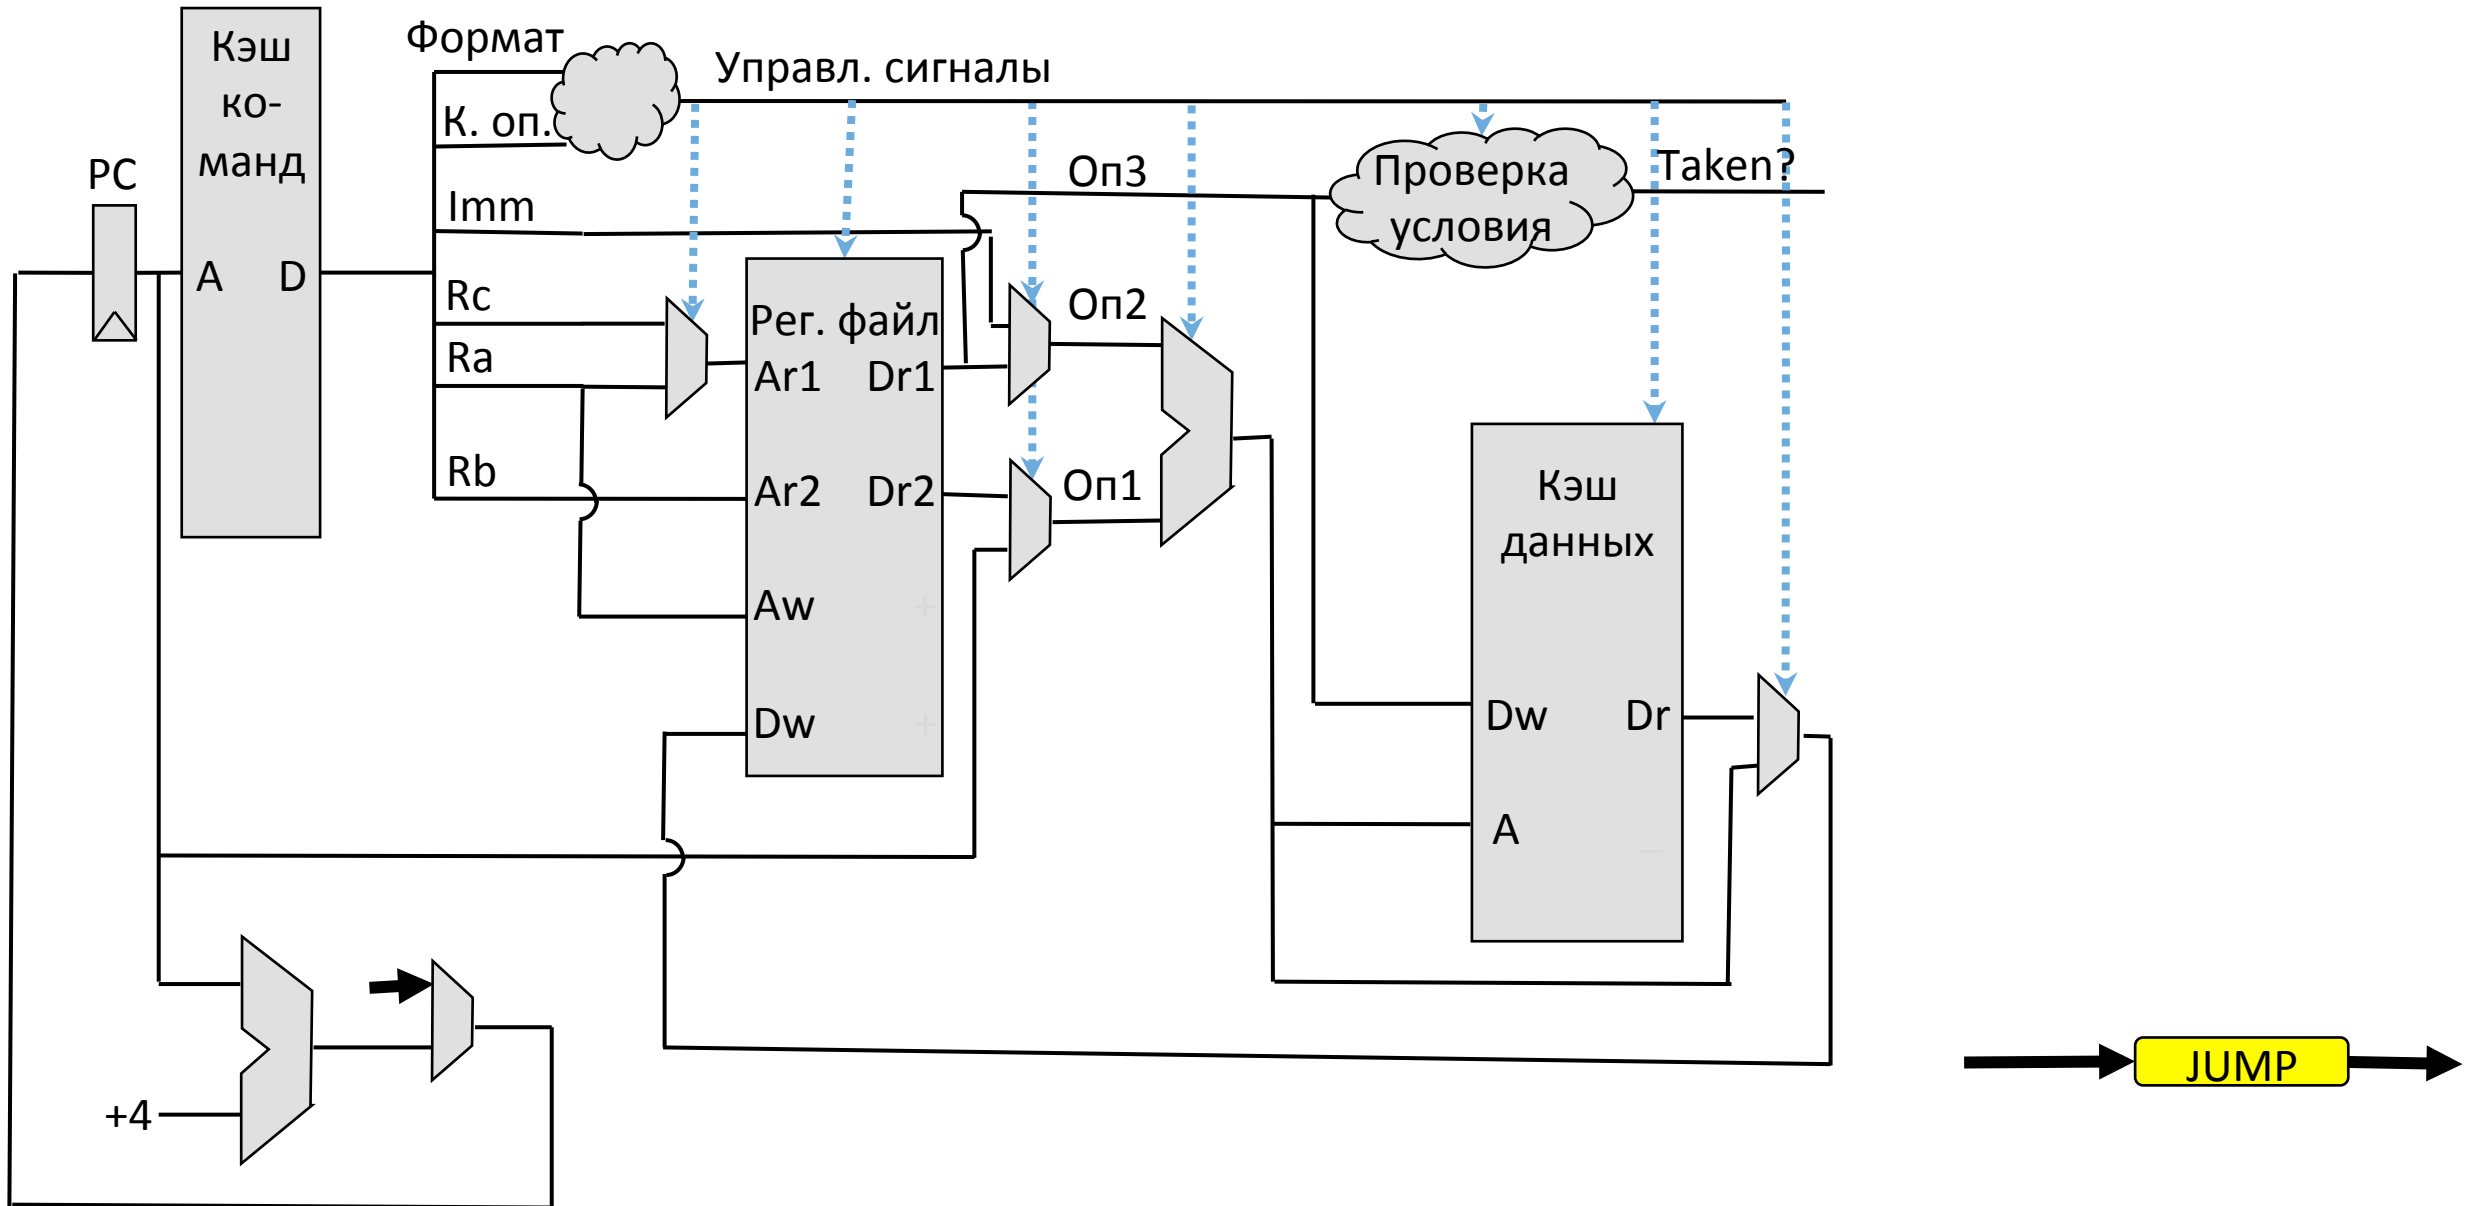 Кэш
ко-
манд
A
D
PC
Формат
К. оп.
Imm
Rc
Ra
Rb
Управл. сигналы
Рег. файл
Ar1
Dr1
Ar2
Dr2
Aw
+
Dw
+
Оп3
Оп2
Оп1
Проверка
условия
Taken?
Кэш
данных
Dw
Dr
A
+4
JUMP